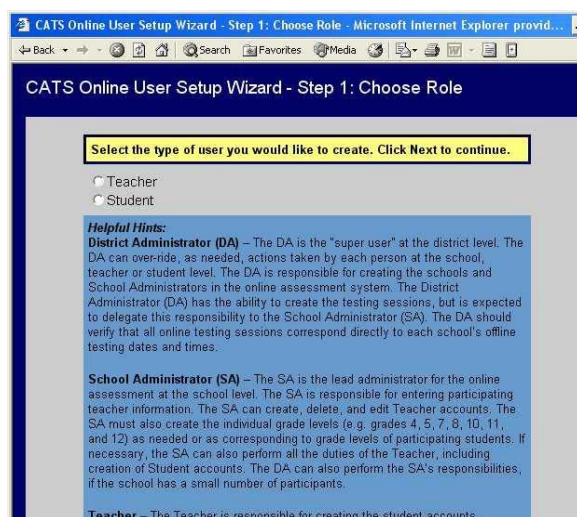 CATS Online User Setup Wizard - Step 1: Choose Role - Microsoft Internet Explorer provid...
Back Search Favorites Media
CATS Online User Setup Wizard - Step 1: Choose Role
Select the type of user you would like to create. Click Next to continue.
Teacher
Student
Helpful Hints:
District Administrator (DA) – The DA is the "super user" at the district level. The
DA can over-ride, as needed, actions taken by each person at the school,
teacher or student level. The DA is responsible for creating the schools and
School Administrators in the online assessment system. The District
Administrator (DA) has the ability to create the testing sessions, but is expected
to delegate this responsibility to the School Administrator (SA). The DA should
verify that all online testing sessions correspond directly to each school's offline
testing dates and times.
School Administrator (SA) – The SA is the lead administrator for the online
assessment at the school level. The SA is responsible for entering participating
teacher information. The SA can create, delete, and edit Teacher accounts. The
SA must also create the individual grade levels (e.g. grades 4, 5, 7, 8, 10, 11,
and 12) as needed or as corresponding to grade levels of participating students. If
necessary, the SA can also perform all the duties of the Teacher, including
creation of Student accounts. The DA can also perform the SA's responsibilities,
if the school has a small number of participants.
Teacher – The Teacher is responsible for creating the student accounts